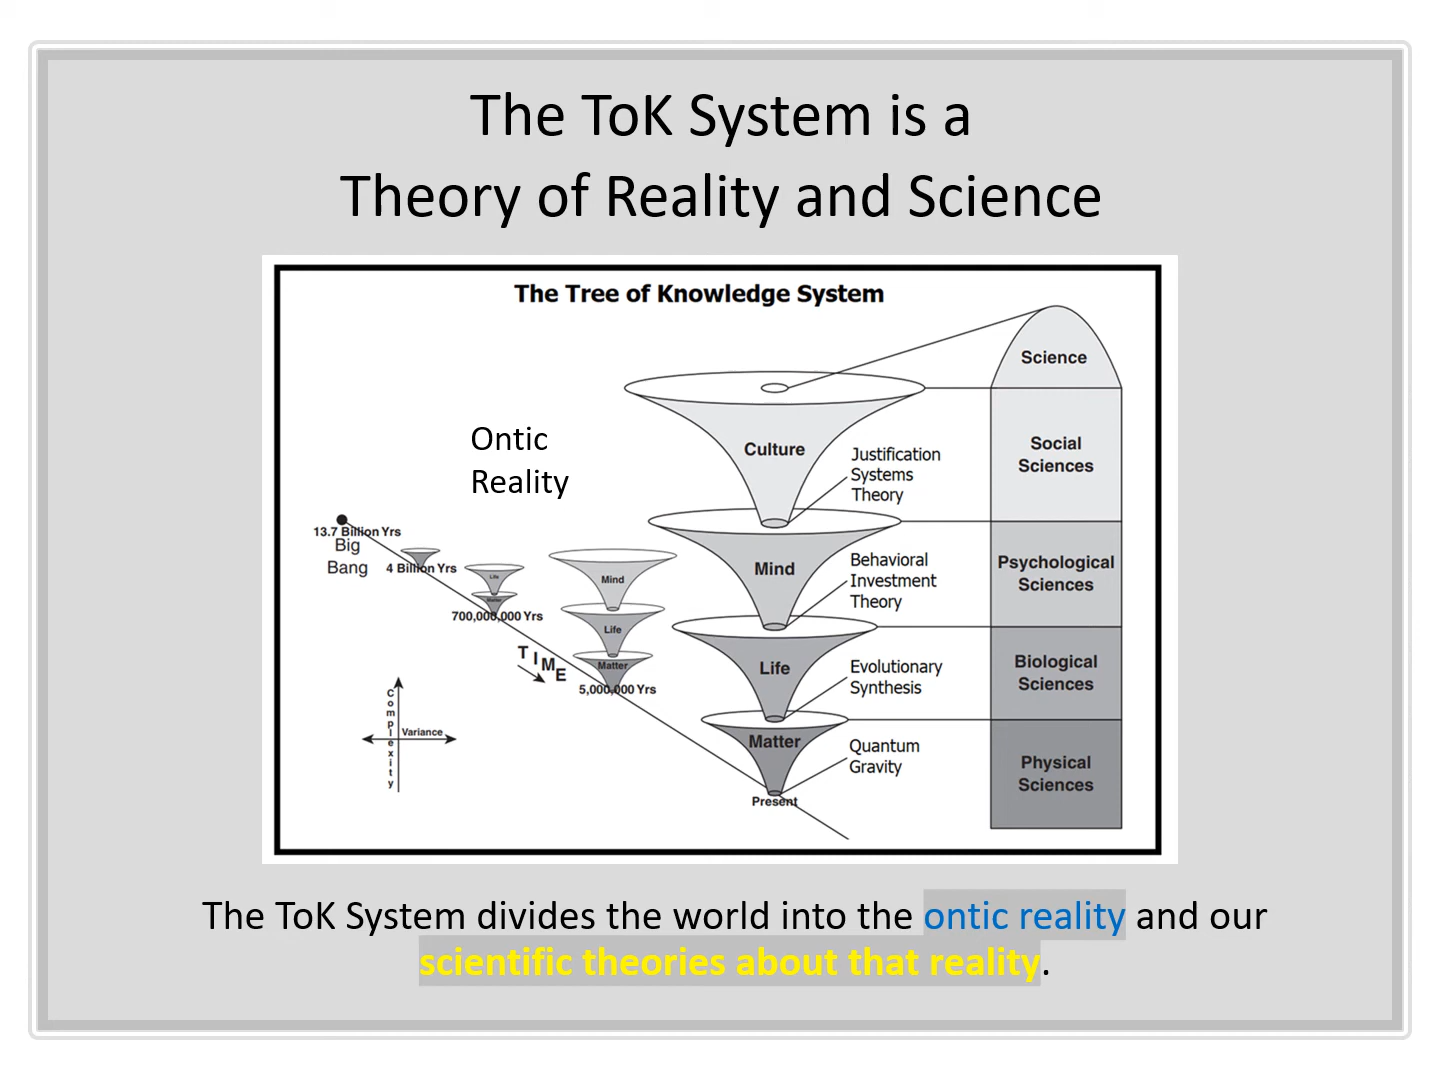 The ToK System is a
Theory of Reality and Science
The Tree of Knowledge System
Science
Ontic
Reality
Culture
Justification
Systems
Theory
Social
Sciences
13.7 Billion Yrs
Big
Bang
4 Billion Yrs
Life
Matter
700,000,000 Yrs
Mind
Life
Matter
5,000,000 Yrs
TIME
Mind
Behavioral
Investment
Theory
Psychological
Sciences
Life
Evolutionary
Synthesis
Biological
Sciences
Complexity
Variance
Matter
Quantum
Gravity
Physical
Sciences
Present
The ToK System divides the world into the ontic reality and our
scientific theories about that reality.